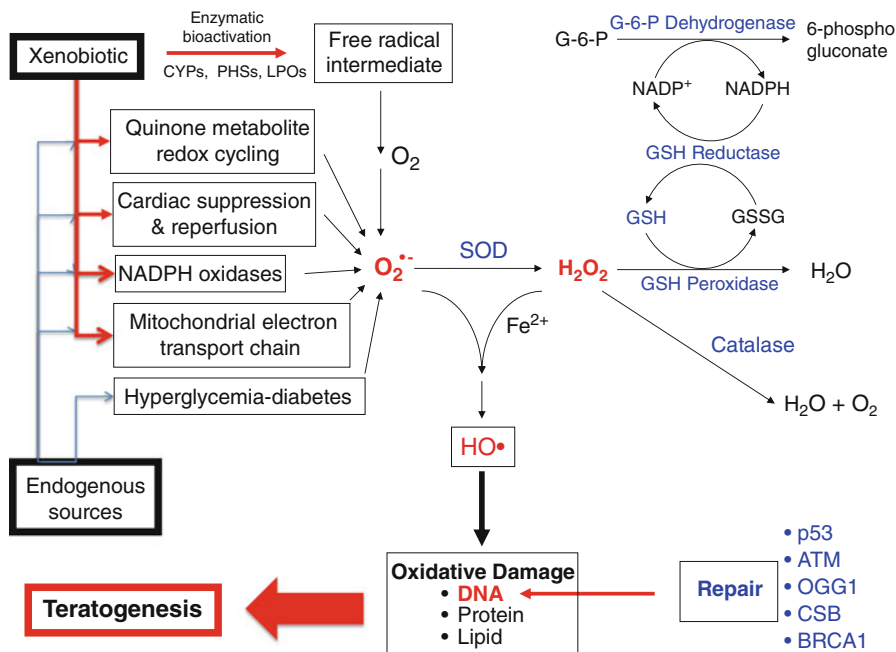 Enzymatic
bioactivation
Xenobiotic
CYPs, PHSs, LPOs
Free radical
intermediate
G-6-P Dehydrogenase
G-6-P
6-phospho
gluconate
NADP+
NADPH
GSH Reductase
Quinone metabolite
redox cycling
O2
Cardiac suppression
& reperfusion
GSH
GSSG
NADPH oxidases
O2•-
SOD
H2O2
GSH Peroxidase
H2O
Mitochondrial electron
transport chain
Fe2+
Catalase
Hyperglycemia-diabetes
H2O + O2
HO•
Endogenous
sources
Oxidative Damage
• DNA
• Protein
• Lipid
Teratogenesis
Repair
• p53
• ATM
• OGG1
• CSB
• BRCA1